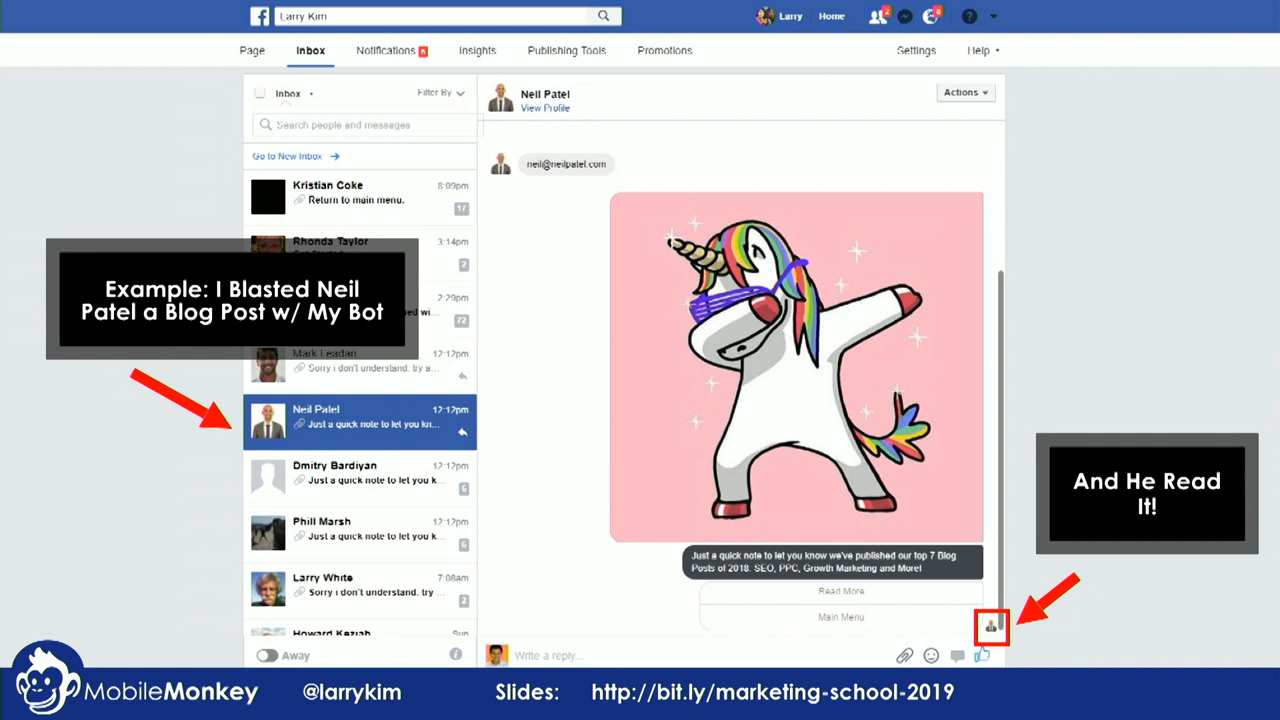 Larry Kim
Larry
Home
2
8
Page
Inbox
Notifications 6
Insights
Publishing Tools
Promotions
Settings
Help
Inbox
Filter By
Search people and messages
Go to New Inbox
Kristian Coke
8:09pm
Return to main menu.
17
Rhonda Taylor
3:14pm
2
2:29pm
72
Mark Leadan
12:12pm
Sorry i don't understand. try a...
Neil Patel
12:12pm
Just a quick note to let you kn...
Dmitry Bardiyan
12:12pm
Just a quick note to let you k...
6
Phill Marsh
12:12pm
Just a quick note to let you k...
6
Larry White
7:08am
Sorry i don't understand. try ...
2
Howard Keziah
Sun
Away
Neil Patel
View Profile
Actions
neil@neilpatel.com
Just a quick note to let you know we've published our top 7 Blog
Posts of 2018: SEO, PPC, Growth Marketing and More!
Read More
Main Menu
Write a reply...
Example: I Blasted Neil
Patel a Blog Post w/ My Bot
And He Read
It!
MobileMonkey
@larrykim
Slides:
http://bit.ly/marketing-school-2019